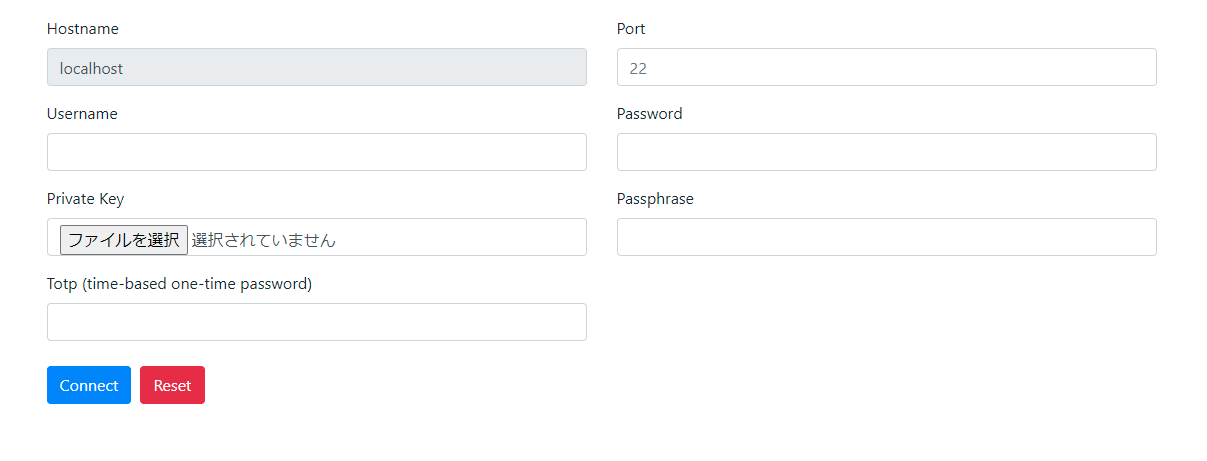 Hostname
Port
localhost
22
Username
Password
Private Key
Passphrase
ファイルを選択 選択されていません
Totp (time-based one-time password)
Connect
Reset